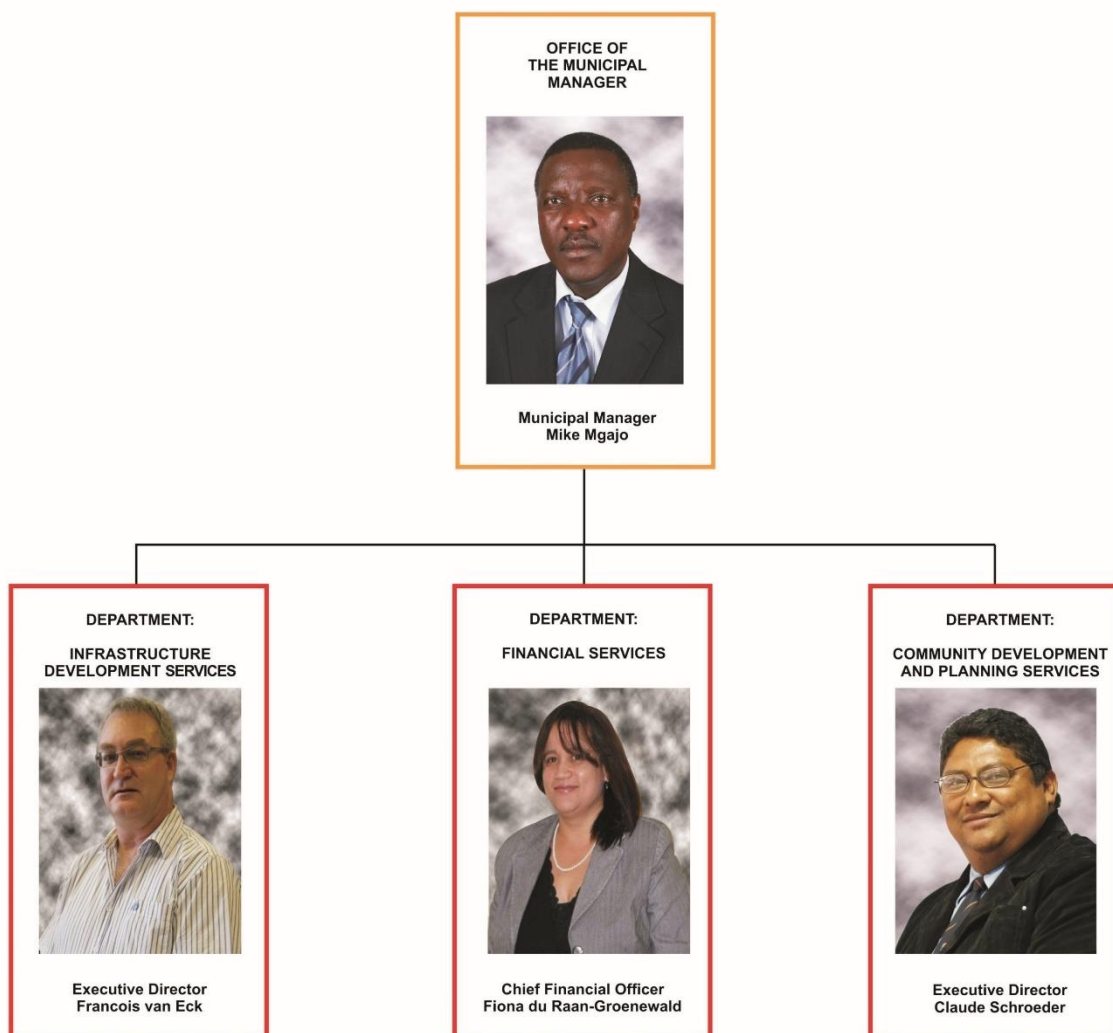 OFFICE OF
THE MUNICIPAL
MANAGER
Municipal Manager
Mike Mgajo
DEPARTMENT:
INFRASTRUCTURE
DEVELOPMENT SERVICES
Executive Director
Francois van Eck
DEPARTMENT:
FINANCIAL SERVICES
Chief Financial Officer
Fiona du Raan-Groenewald
DEPARTMENT:
COMMUNITY DEVELOPMENT
AND PLANNING SERVICES
Executive Director
Claude Schroeder